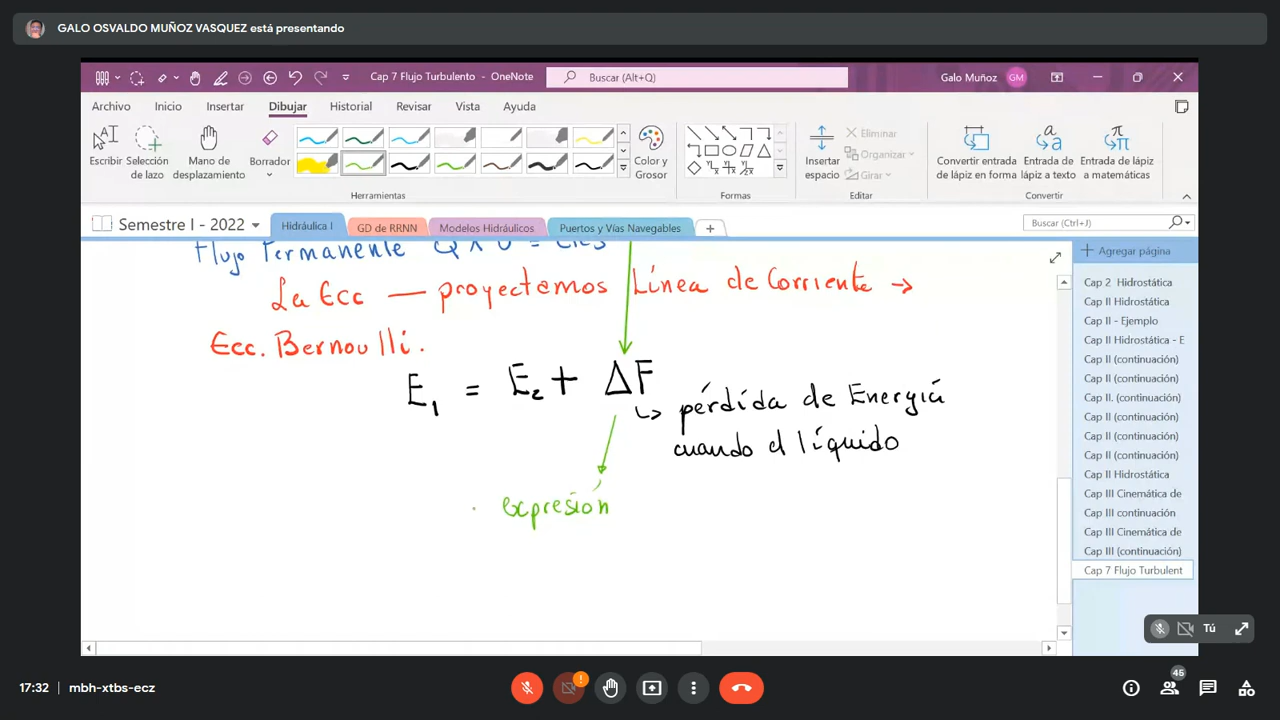 GALO OSVALDO MUÑOZ VASQUEZ está presentando
Cap 7 Flujo Turbulento - OneNote
Buscar (Alt+Q)
Galo Muñoz GM
Archivo Inicio Insertar Dibujar Historial Revisar Vista Ayuda
Escribir
Selección de lazo
Mano de desplazamiento
Borrador
Color y Grosor
Insertar espacio
Eliminar
Organizar
Girar
Convertir entrada de lápiz en forma
Entrada de lápiz a texto
Entrada de lápiz a matemáticas
Herramientas Formas Editar Convertir
Semestre I - 2022 Hidráulica I GD de RRNN Modelos Hidráulicos Puertos y Vías Navegables
Buscar (Ctrl+J)
Flujo Permanente
La Ecc — proyectamos Línea de Corriente →
Ecc. Bernoulli.
E₁ = E₂ + ΔF
↳ pérdida de Energía
cuando el líquido
expresión
Agregar página
Cap 2 Hidrostática
Cap II Hidrostática
Cap II - Ejemplo
Cap II Hidrostática - E
Cap II (continuación)
Cap II (continuación)
Cap II. (continuación)
Cap II (continuación)
Cap II (continuación)
Cap II (continuación)
Cap II Hidrostática
Cap III Cinemática de
Cap III continuación
Cap III Cinemática de
Cap III (continuación)
Cap 7 Flujo Turbulent
Tú
17:32 mbh-xtbs-ecz
45